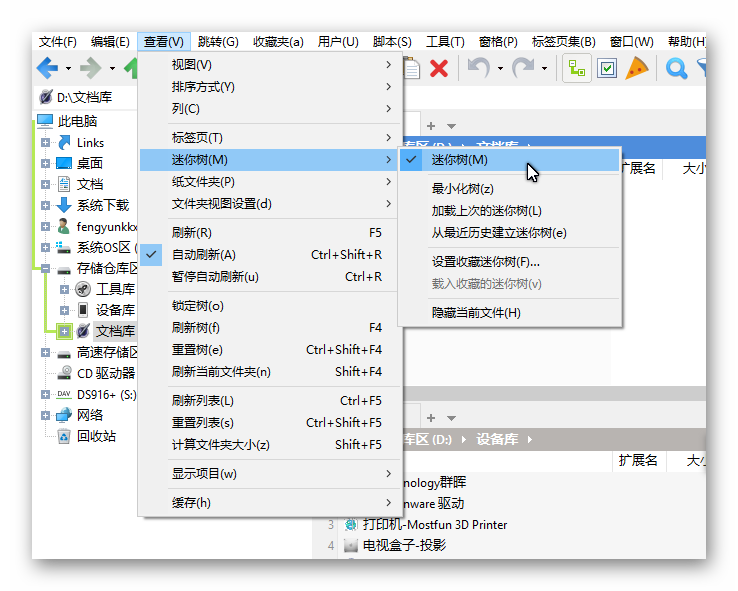 文件(F) 编辑(E) 查看(V) 跳转(G) 收藏夹(a) 用户(U) 脚本(S) 工具(T) 窗格(P) 标签页集(B) 窗口(W) 帮助(H
D:\文档库
此电脑
Links
桌面
文档
系统下载
fengyunkkx
系统OS区 (
存储仓库区
工具库
设备库
文档库
高速存储区
CD 驱动器
DS916+ (S:)
网络
回收站
视图(V)
排序方式(Y)
列(C)
标签页(T)
迷你树(M)
纸文件夹(P)
文件夹视图设置(d)
刷新(R) F5
自动刷新(A) Ctrl+Shift+R
暂停自动刷新(u) Ctrl+R
锁定树(o)
刷新树(f) F4
重置树(e) Ctrl+Shift+F4
刷新当前文件夹(n) Shift+F4
刷新列表(L) Ctrl+F5
重置列表(s) Ctrl+Shift+F5
计算文件夹大小(z) Shift+F5
显示项目(w)
缓存(h)
迷你树(M)
最小化树(z)
加载上次的迷你树(L)
从最近历史建立迷你树(e)
设置收藏迷你树(F)...
载入收藏的迷你树(v)
隐藏当前文件(H)
扩展名 大小
库区 (D:) 设备库
扩展名 大小
nology群晖
nware 驱动
3 打印机-Mostfun 3D Printer
4 电视盒子-投影